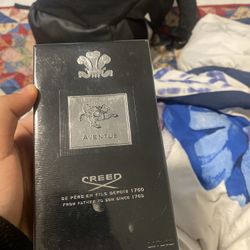 AVENTUS
CREED
DE PÈRE EN FILS DEPUIS 1760
FROM FATHER TO SON SINCE 1760